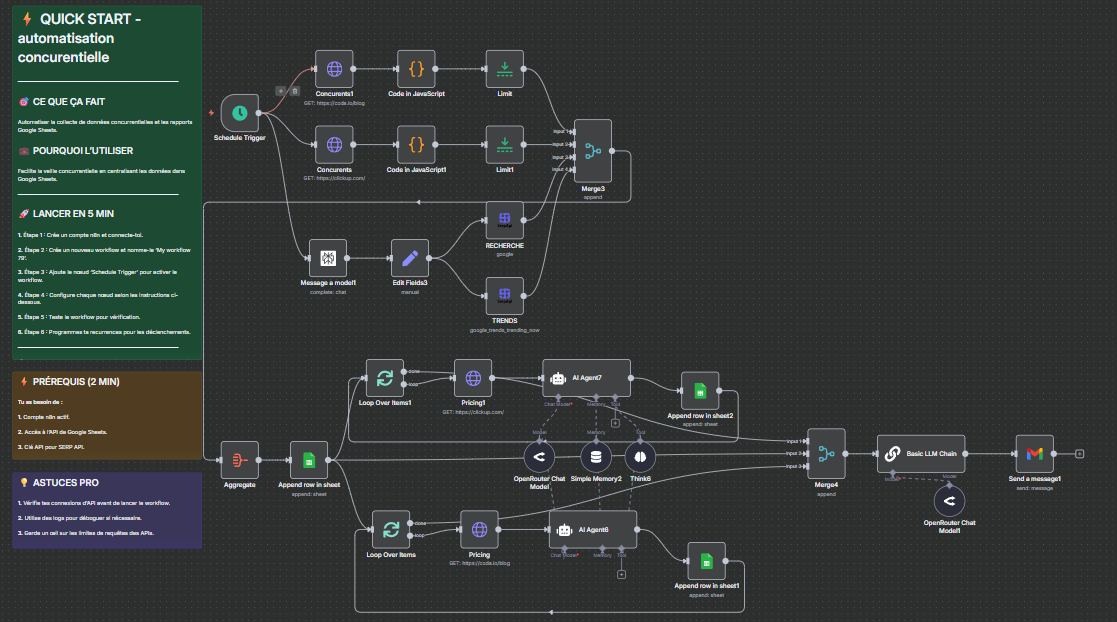 ⚡ QUICK START -
automatisation
concurentielle
🎯 CE QUE ÇA FAIT
Automatiser la collecte de données concurrentielles et les rapports
Google Sheets.
💼 POURQUOI L'UTILISER
Facilite la veille concurrentielle en centralisant les données dans
Google Sheets.
🚀 LANCER EN 5 MIN
1. Étape 1 : Crée un compte n8n et connecte-toi.
2. Étape 2 : Crée un nouveau workflow et nomme-le 'My workflow
79'.
3. Étape 3 : Ajoute le nœud 'Schedule Trigger' pour activer le
workflow.
4. Étape 4 : Configure chaque nœud selon les instructions ci-
dessous.
5. Étape 5 : Teste le workflow pour vérification.
6. Étape 6 : Programmes ta recurrences pour les déclenchements.
⚡ PRÉREQUIS (2 MIN)
Tu as besoin de :
1. Compte n8n actif.
2. Accès à l'API de Google Sheets.
3. Clé API pour SERP API.
💡 ASTUCES PRO
1. Vérifie tes connexions d'API avant de lancer le workflow.
2. Utilise des logs pour déboguer si nécessaire.
3. Garde un œil sur les limites de requêtes des APIs.
Schedule Trigger
Concurents1
GET: https://code.io/blog
Code in JavaScript
Limit
Concurents
GET: https://clickup.com/
Code in JavaScript1
Limit1
Input 1
Input 2
Input 3
Input 4
Merge3
append
Message a model1
complete: chat
Edit Fields3
manual
RECHERCHE
google
TRENDS
google_trends_trending_now
Aggregate
Append row in sheet
append: sheet
Loop Over Items1
done
loop
Pricing1
GET: https://clickup.com/
AI Agent7
Chat Model*
Memory
Tool
Append row in sheet2
append: sheet
Model
Memory
Tool
OpenRouter Chat
Model
Simple Memory2
Think6
Loop Over Items
done
loop
Pricing
GET: https://coda.io/blog
AI Agent6
Chat Model*
Memory
Tool
Append row in sheet1
append: sheet
Input 1
Input 2
Input 3
Merge4
append
Basic LLM Chain
Model*
Model
OpenRouter Chat
Model1
Send a message1
send: message